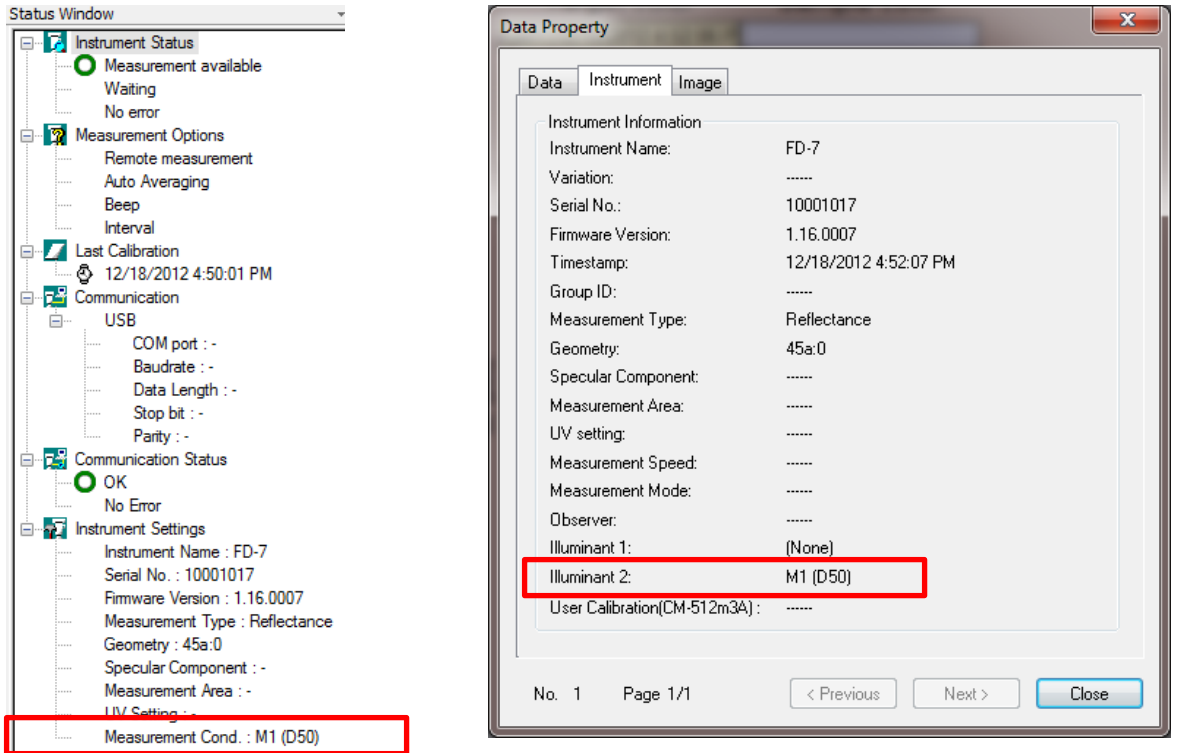 Status Window
Instrument Status
Measurement available
Waiting
No error
Measurement Options
Remote measurement
Auto Averaging
Beep
Interval
Last Calibration
12/18/2012 4:50:01 PM
Communication
USB
COM port : -
Baudrate : -
Data Length : -
Stop bit : -
Parity : -
Communication Status
OK
No Error
Instrument Settings
Instrument Name : FD-7
Serial No. : 10001017
Firmware Version : 1.16.0007
Measurement Type : Reflectance
Geometry : 45a:0
Specular Component : -
Measurement Area : -
UV Setting : -
Measurement Cond. : M1 (D50)
Data Property
Data Instrument Image
Instrument Information
Instrument Name: FD-7
Variation: ------
Serial No.: 10001017
Firmware Version: 1.16.0007
Timestamp: 12/18/2012 4:52:07 PM
Group ID: ------
Measurement Type: Reflectance
Geometry: 45a:0
Specular Component: ------
Measurement Area: ------
UV setting: ------
Measurement Speed: ------
Measurement Mode: ------
Observer: ------
Illuminant 1: (None)
Illuminant 2: M1 (D50)
User Calibration(CM-512m3A) : ------
No. 1 Page 1/1 < Previous Next > Close